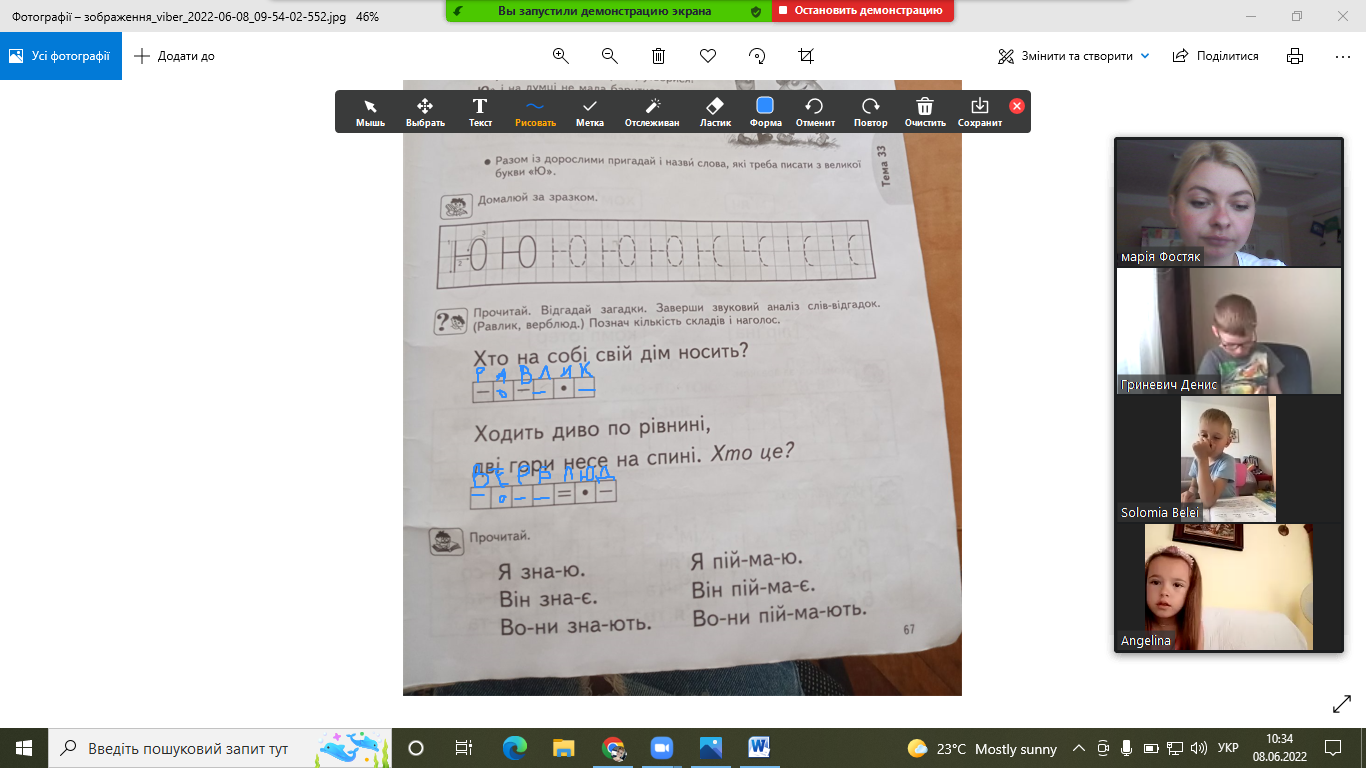 Фотографії – зображення_viber_2022-06-08_09-54-02-552.jpg 46%
Вы запустили демонстрацию экрана
Остановить демонстрацию
Усі фотографії
Додати до
Змінити та створити
Поділитися
Ю» і на думці не мала
Мышь Выбрать Текст Рисовать Метка Отслеживан Ластик Форма Отменит Повтор Очистить Сохранит
• Разом із дорослими пригадай і назви слова, які треба писати з великої
букви «Ю».
Тема 33
Домалюй за зразком.
Ю Ю
Прочитай. Відгадай загадки. Заверши звуковий аналіз слів-відгадок.
(Равлик, верблюд.) Познач кількість складів і наголос.
Хто на собі свій дім носить?
РАВЛИК
Ходить диво по рівнині,
дві гори несе на спині. Хто це?
ВЕРБЛЮД
Прочитай.
Я зна-ю.
Він зна-є.
Во-ни зна-ють.
Я пій-ма-ю.
Він пій-ма-є.
Во-ни пій-ма-ють.
67
марія Фостяк
Гриневич Денис
Solomia Belei
Angelina
Введіть пошуковий запит тут
23°C Mostly sunny
УКР
10:34
08.06.2022